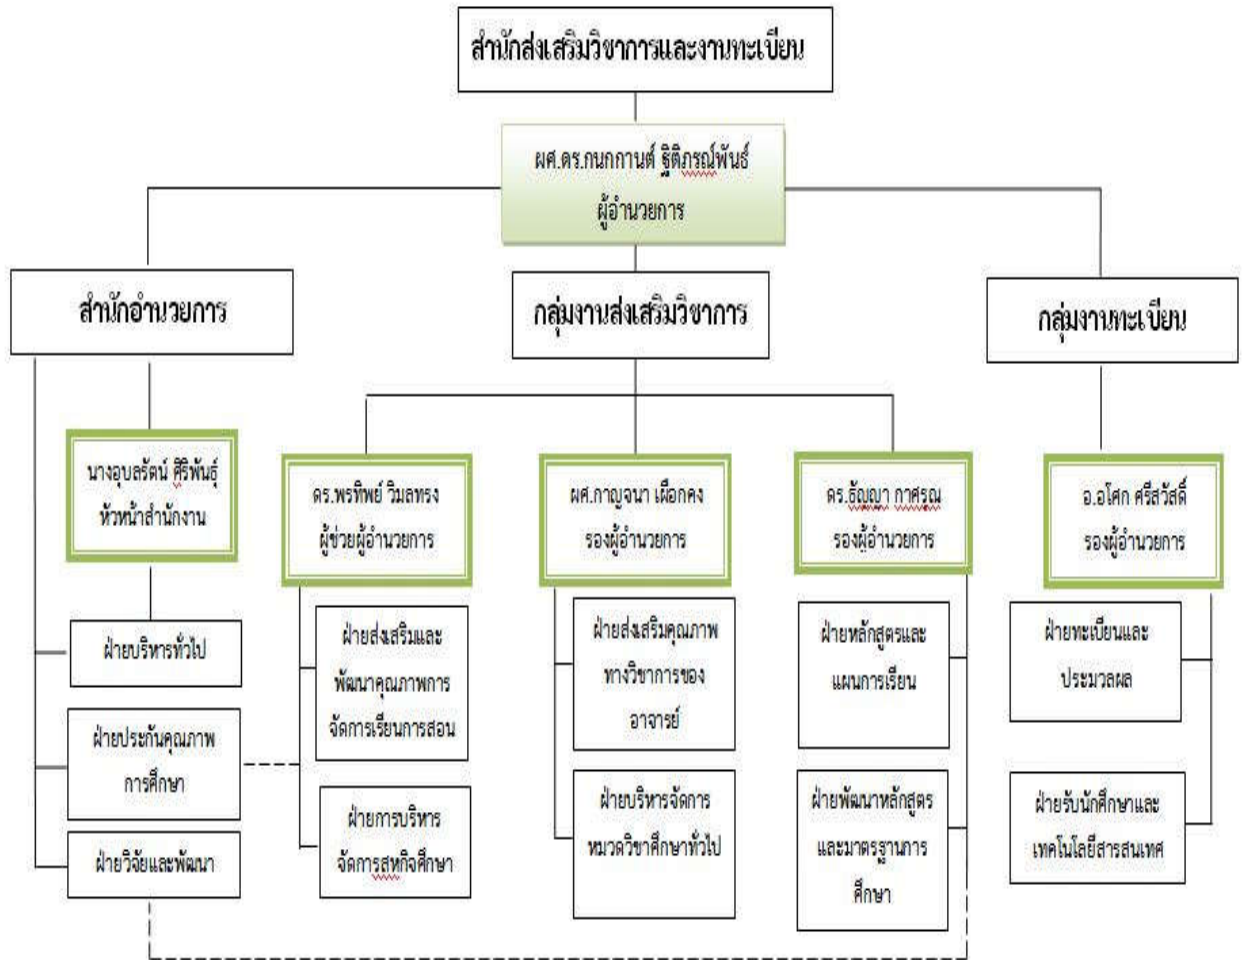 สำนักส่งเสริมวิชาการและงานทะเบียน
ผศ.ดร.กนกกานต์ ฐิติภรณ์พันธ์
ผู้อำนวยการ
สำนักอำนวยการ
กลุ่มงานส่งเสริมวิชาการ
กลุ่มงานทะเบียน
นางอุบลรัตน์ ศิริพันธุ์
หัวหน้าสำนักงาน
ดร.พรทิพย์ วิมลทรง
ผู้ช่วยผู้อำนวยการ
ผศ.กาญจนา เผือกคง
รองผู้อำนวยการ
ดร.ธัญญา กาศรุณ
รองผู้อำนวยการ
อ.อโศก ศรีสวัสดิ์
รองผู้อำนวยการ
ฝ่ายบริหารทั่วไป
ฝ่ายประกันคุณภาพ
การศึกษา
ฝ่ายวิจัยและพัฒนา
ฝ่ายส่งเสริมและ
พัฒนาคุณภาพการ
จัดการเรียนการสอน
ฝ่ายการบริหาร
จัดการสหกิจศึกษา
ฝ่ายส่งเสริมคุณภาพ
ทางวิชาการของ
อาจารย์
ฝ่ายบริหารจัดการ
หมวดวิชาศึกษาทั่วไป
ฝ่ายหลักสูตรและ
แผนการเรียน
ฝ่ายพัฒนาหลักสูตร
และมาตรฐานการ
ศึกษา
ฝ่ายทะเบียนและ
ประมวลผล
ฝ่ายรับนักศึกษาและ
เทคโนโลยีสารสนเทศ